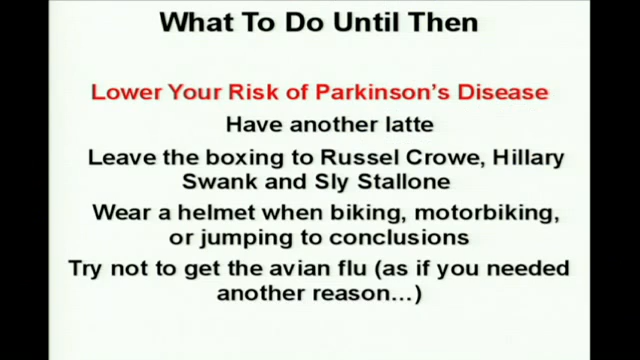 What To Do Until Then
Lower Your Risk of Parkinson's Disease
Have another latte
Leave the boxing to Russel Crowe, Hillary
Swank and Sly Stallone
Wear a helmet when biking, motorbiking,
or jumping to conclusions
Try not to get the avian flu (as if you needed
another reason...)